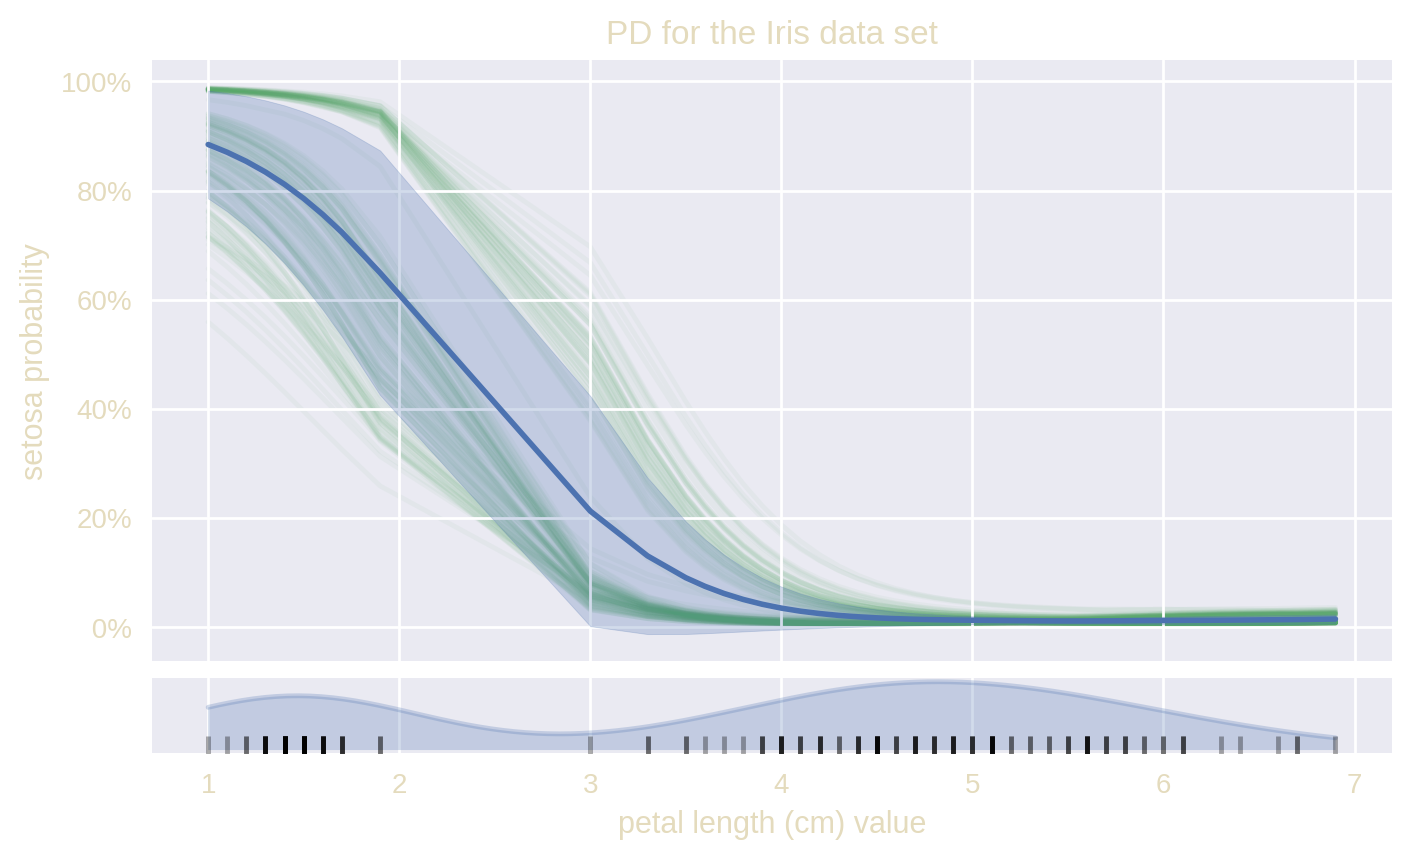 PD for the Iris data set
setosa probability
100%
80%
60%
40%
20%
0%
1 2 3 4 5 6 7
petal length (cm) value